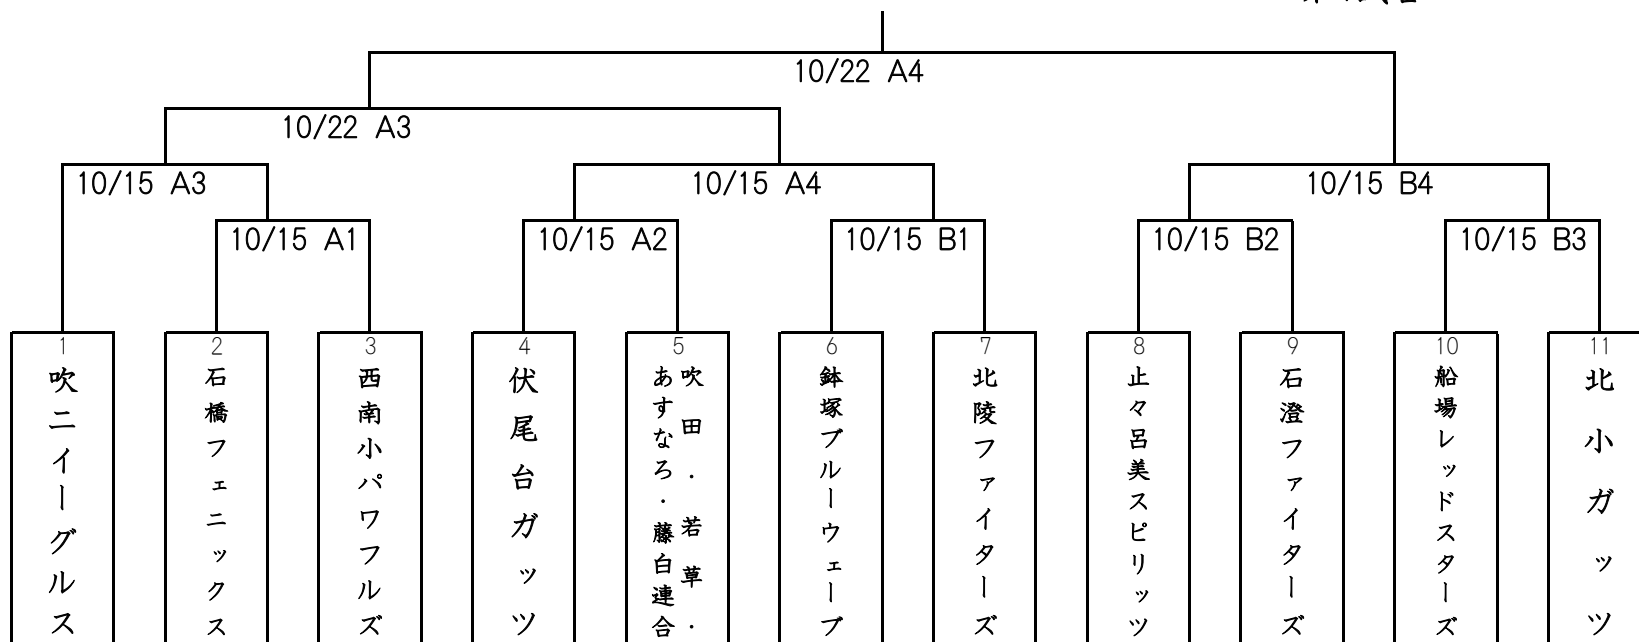 10/22 A4
10/22 A3
10/15 A3
10/15 A4
10/15 B4
10/15 A1
10/15 A2
10/15 B1
10/15 B2
10/15 B3
1
吹二イーグルス
2
石橋フェニックス
3
西南小パワフルズ
4
伏尾台ガッツ
5
吹田・若草・
あすなろ・藤白連合
6
鉢塚ブルーウェーブ
7
北陵ファイターズ
8
止々呂美スピリッツ
9
石澄ファイターズ
10
船場レッドスターズ
11
北小ガッツ